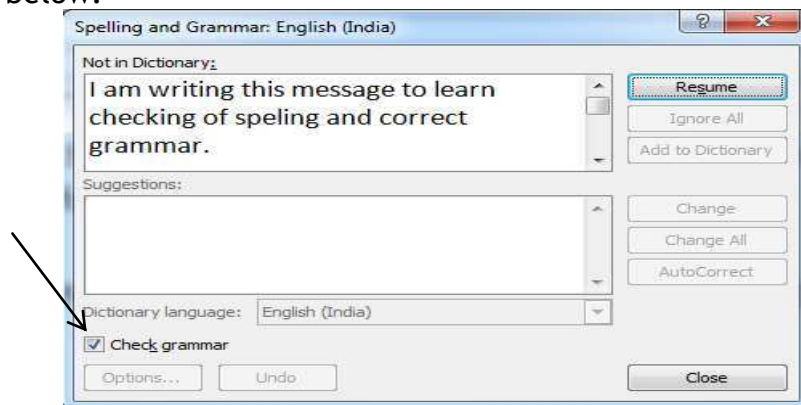 below:
Spelling and Grammar: English (India)
Not in Dictionary:
I am writing this message to learn
checking of speling and correct
grammar.
Resume
Ignore All
Add to Dictionary
Suggestions:
Change
Change All
AutoCorrect
Dictionary language: English (India)
Check grammar
Options... Undo Close